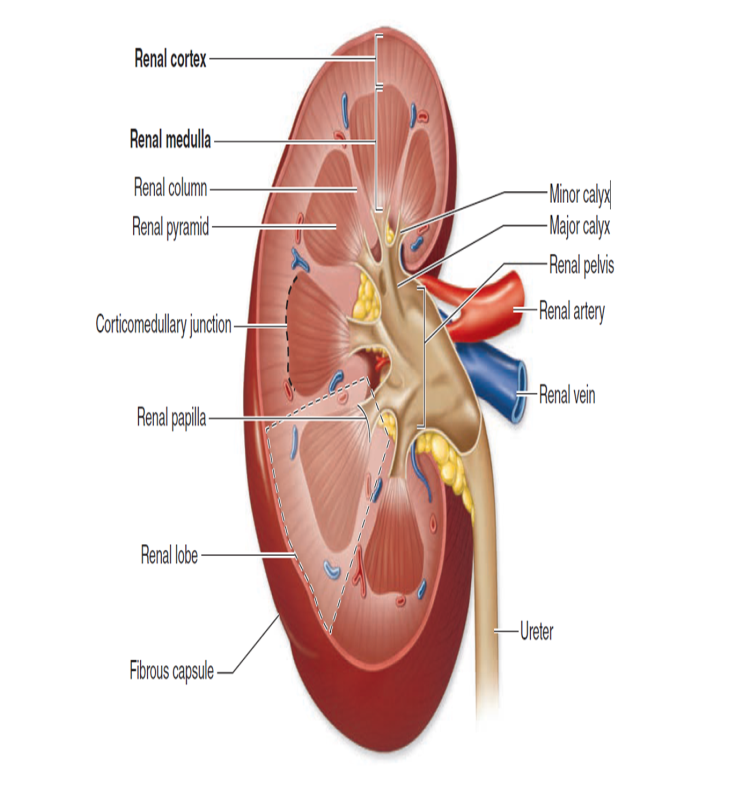 Renal cortex
Renal medulla
Renal column
Renal pyramid
Corticomedullary junction
Renal papilla
Renal lobe
Fibrous capsule
Minor calyx
Major calyx
Renal pelvis
Renal artery
Renal vein
Ureter